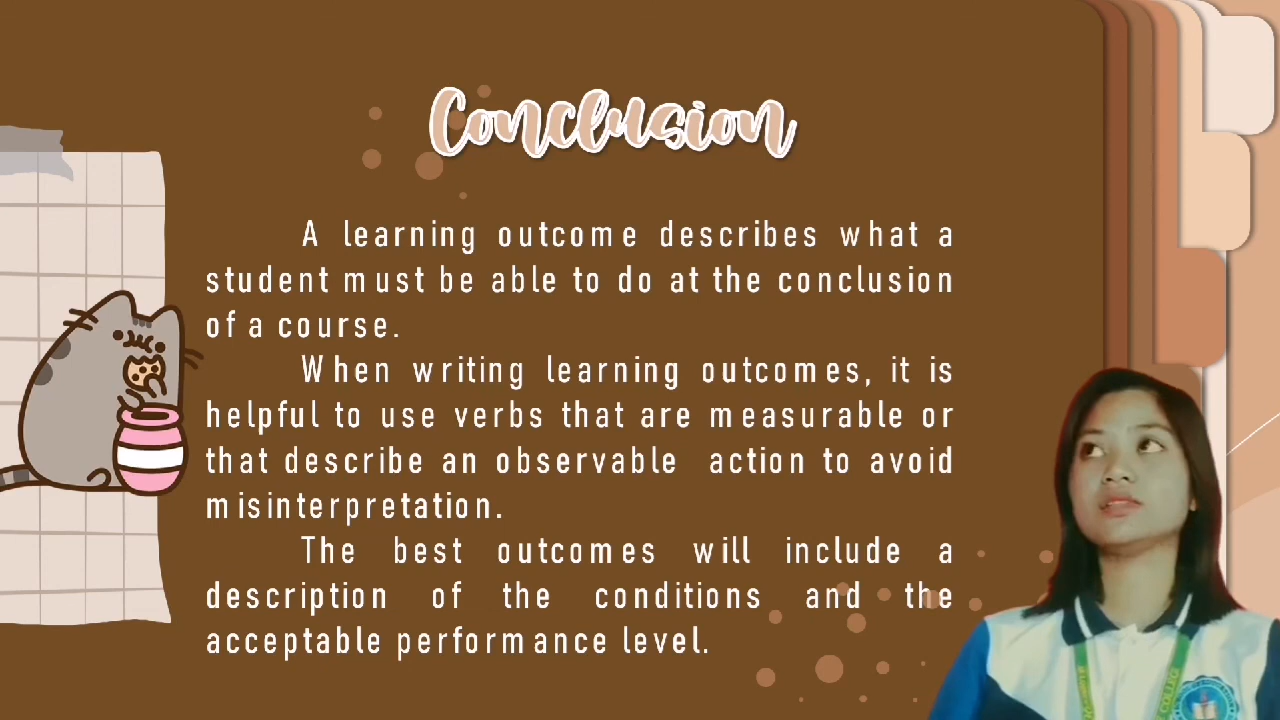 Conclusion
A learning outcome describes what a
student must be able to do at the conclusion
of a course.
When writing learning outcomes, it is
helpful to use verbs that are measurable or
that describe an observable action to avoid
misinterpretation.
The best outcomes will include a
description of the conditions and the
acceptable performance level.